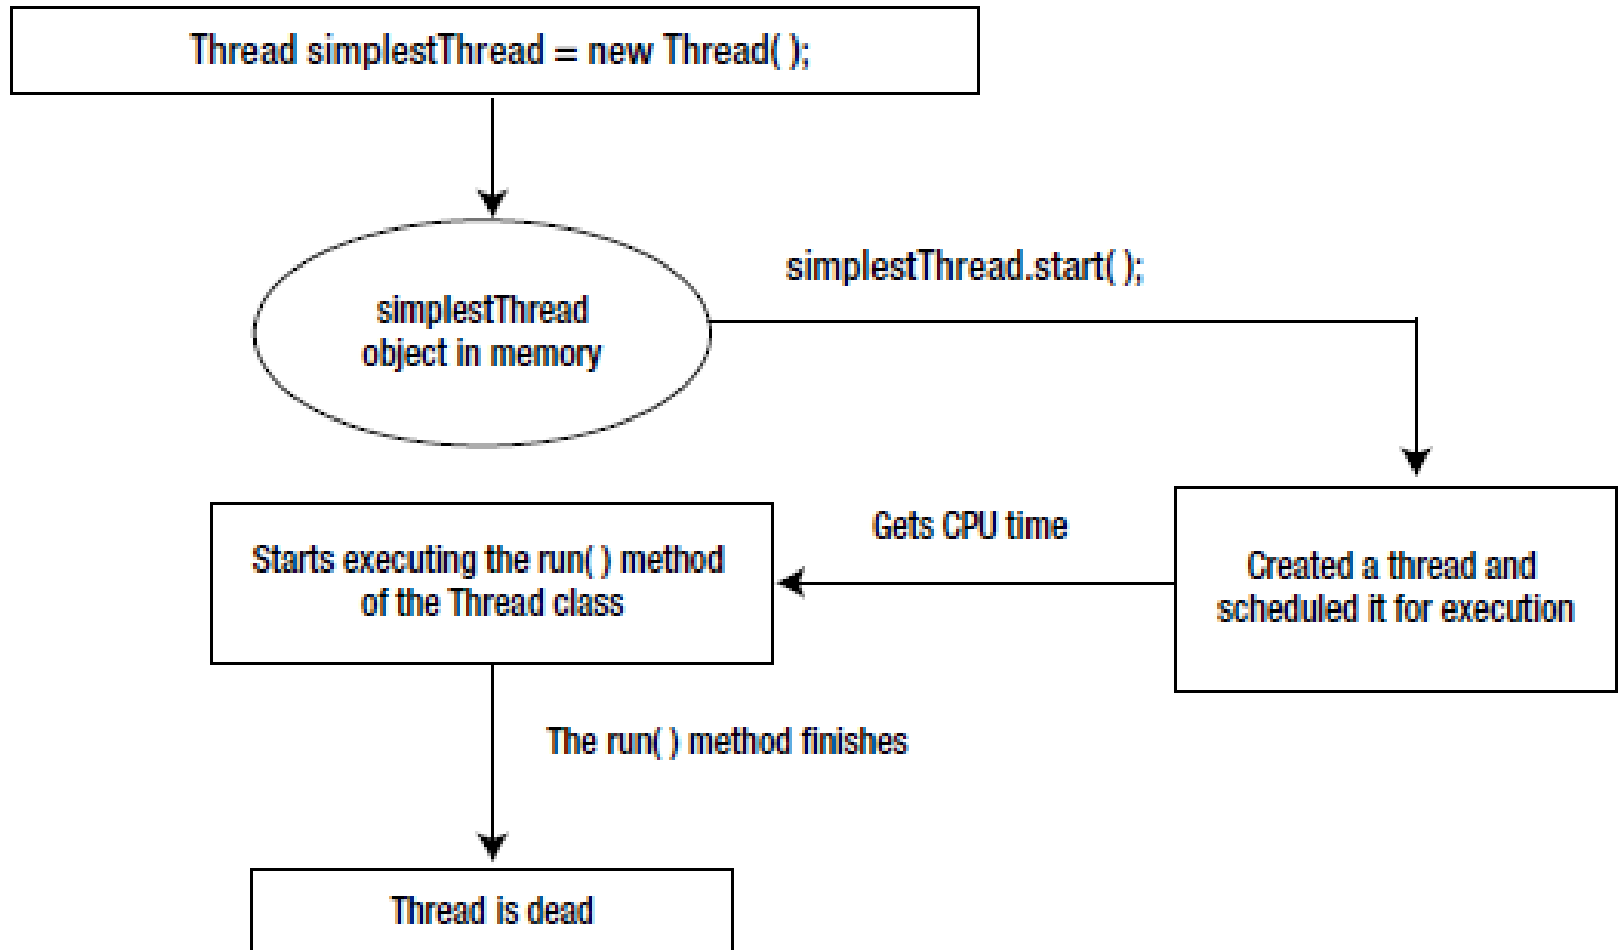 Thread simplestThread = new Thread( );
simplestThread.start( );
simplestThread
object in memory
Gets CPU time
Created a thread and
scheduled it for execution
Starts executing the run( ) method
of the Thread class
The run( ) method finishes
Thread is dead